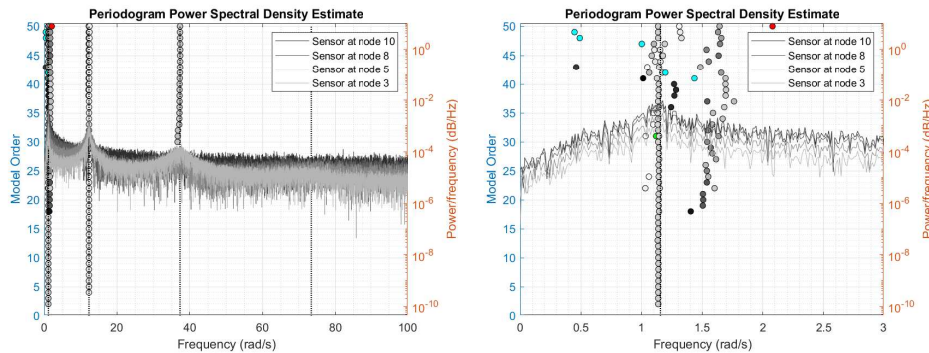 Periodogram Power Spectral Density Estimate
Model Order
50
45
40
35
30
25
20
15
10
5
0
Sensor at node 10
Sensor at node 8
Sensor at node 5
Sensor at node 3
10^0
10^-2
10^-4
10^-6
10^-8
10^-10
Power/frequency (dB/Hz)
0 20 40 60 80 100
Frequency (rad/s)
Periodogram Power Spectral Density Estimate
Model Order
50
45
40
35
30
25
20
15
10
5
0
Sensor at node 10
Sensor at node 8
Sensor at node 5
Sensor at node 3
10^0
10^-2
10^-4
10^-6
10^-8
10^-10
Power/frequency (dB/Hz)
0 0.5 1 1.5 2 2.5 3
Frequency (rad/s)